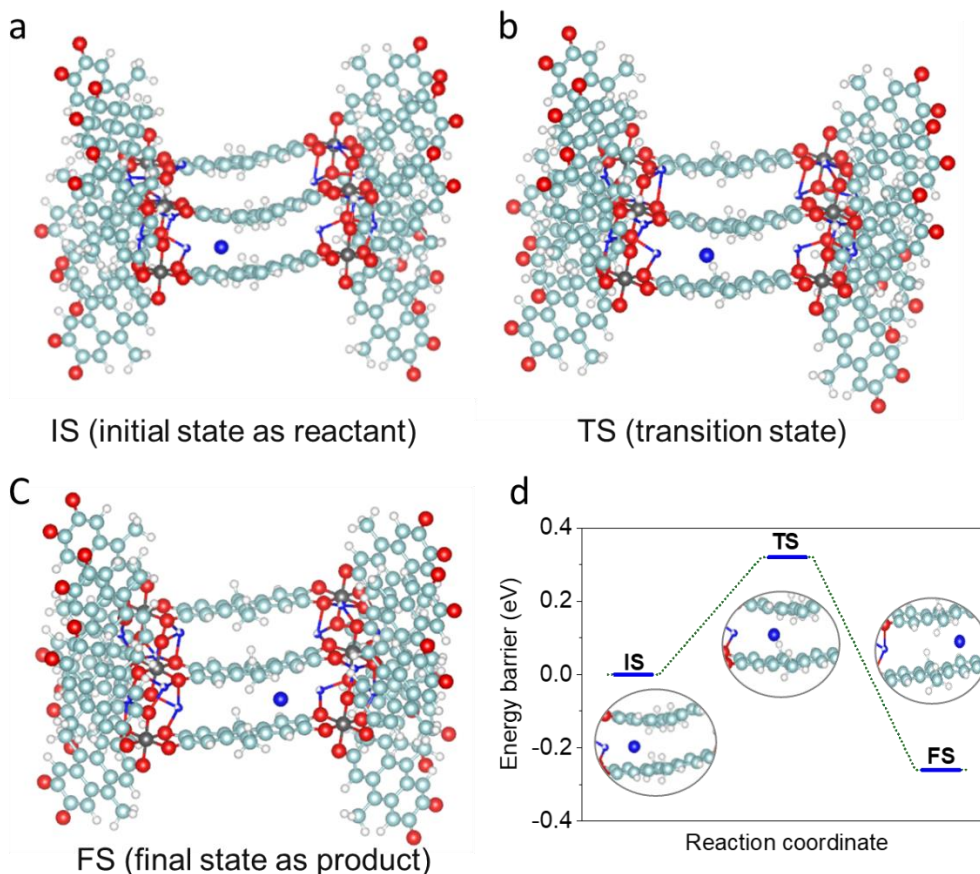 a
b
IS (initial state as reactant)
TS (transition state)
C
d
FS (final state as product)
Energy barrier (eV)
0.4
0.2
0.0
-0.2
-0.4
IS
TS
FS
Reaction coordinate